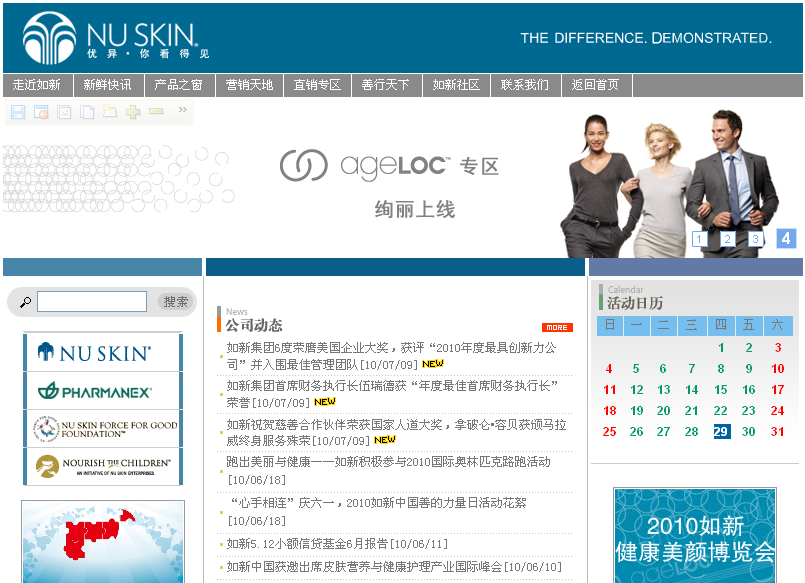 NU SKIN.
优异·你看得见
THE DIFFERENCE. DEMONSTRATED.
走近如新 新鲜快讯 产品之窗 营销天地 直销专区 善行天下 如新社区 联系我们 返回首页
ageLOC™ 专区
绚丽上线
1 2 3 4
搜索
NU SKIN®
PHARMANEX®
NU SKIN FORCE FOR GOOD
FOUNDATION™
NOURISH THE CHILDREN™
AN INITIATIVE OF NU SKIN ENTERPRISES
News
公司动态
MORE
如新集团6度荣膺美国企业大奖，获评“2010年度最具创新力公
司”并入围最佳管理团队[10/07/09] NEW
如新集团首席财务执行长伍瑞德获“年度最佳首席财务执行长”
荣誉[10/07/09] NEW
如新祝贺慈善合作伙伴荣获国家人道大奖，拿破仑·容贝获颁马拉
威终身服务殊荣[10/07/09] NEW
跑出美丽与健康——如新积极参与2010国际奥林匹克路跑活动
[10/06/18]
“心手相连”庆六一，2010如新中国善的力量日活动花絮
[10/06/18]
如新5.12小额信贷基金6月报告[10/06/11]
如新中国获邀出席皮肤营养与健康护理产业国际峰会[10/06/10]
Calendar
活动日历
日 一 二 三 四 五 六
1 2 3
4 5 6 7 8 9 10
11 12 13 14 15 16 17
18 19 20 21 22 23 24
25 26 27 28 29 30 31
2010如新
健康美颜博览会